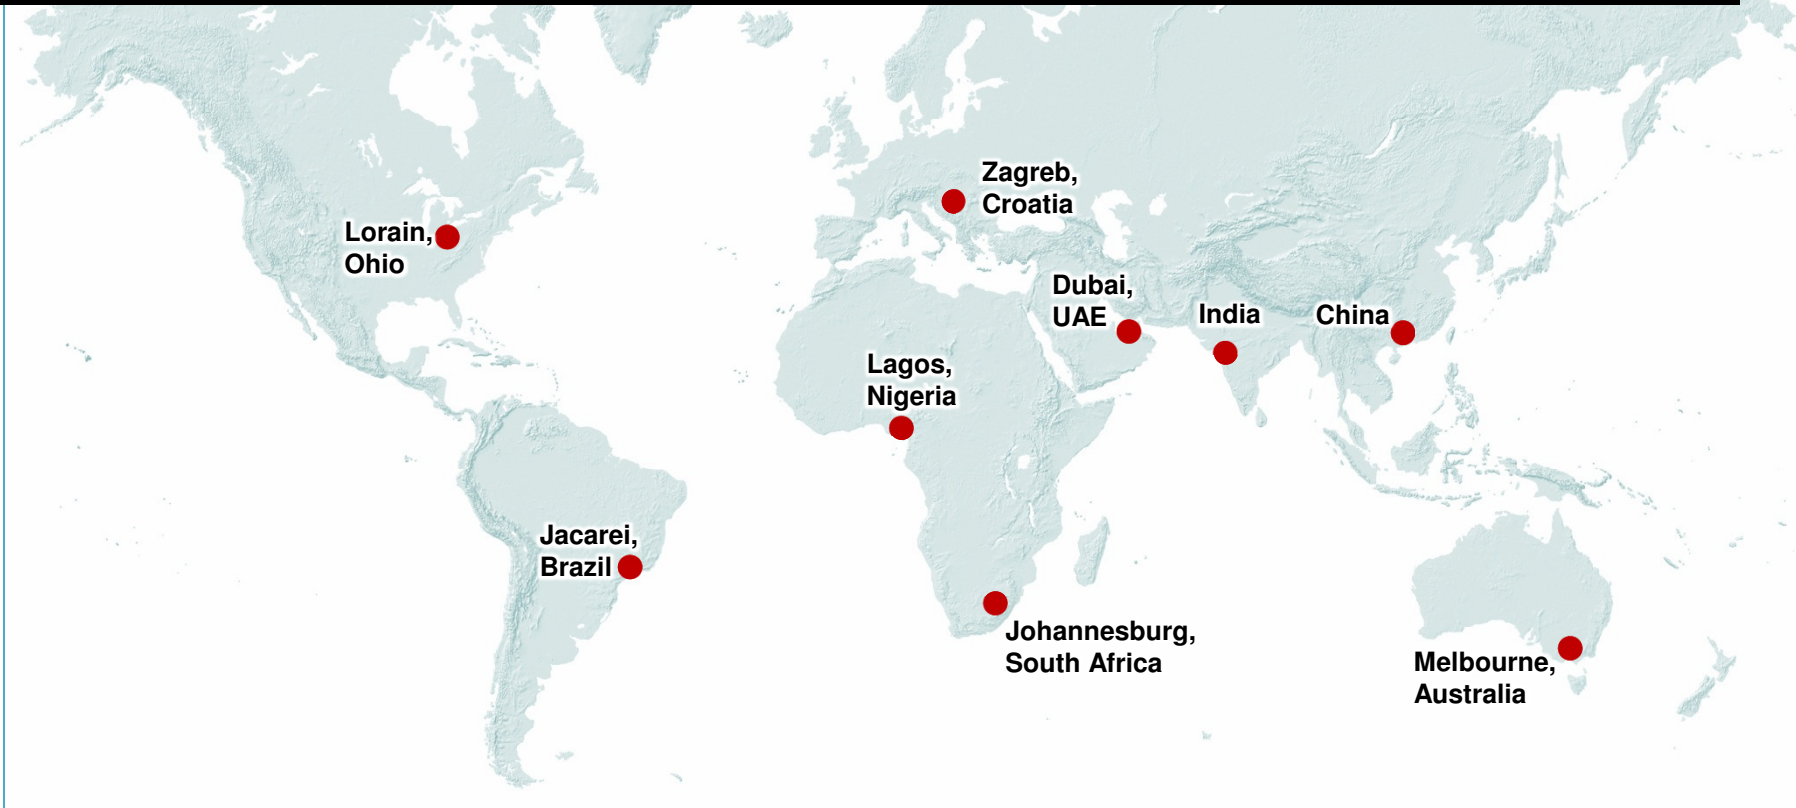 Zagreb,
Croatia
Lorain,
Ohio
Dubai,
UAE
India
China
Lagos,
Nigeria
Jacarei,
Brazil
Johannesburg,
South Africa
Melbourne,
Australia